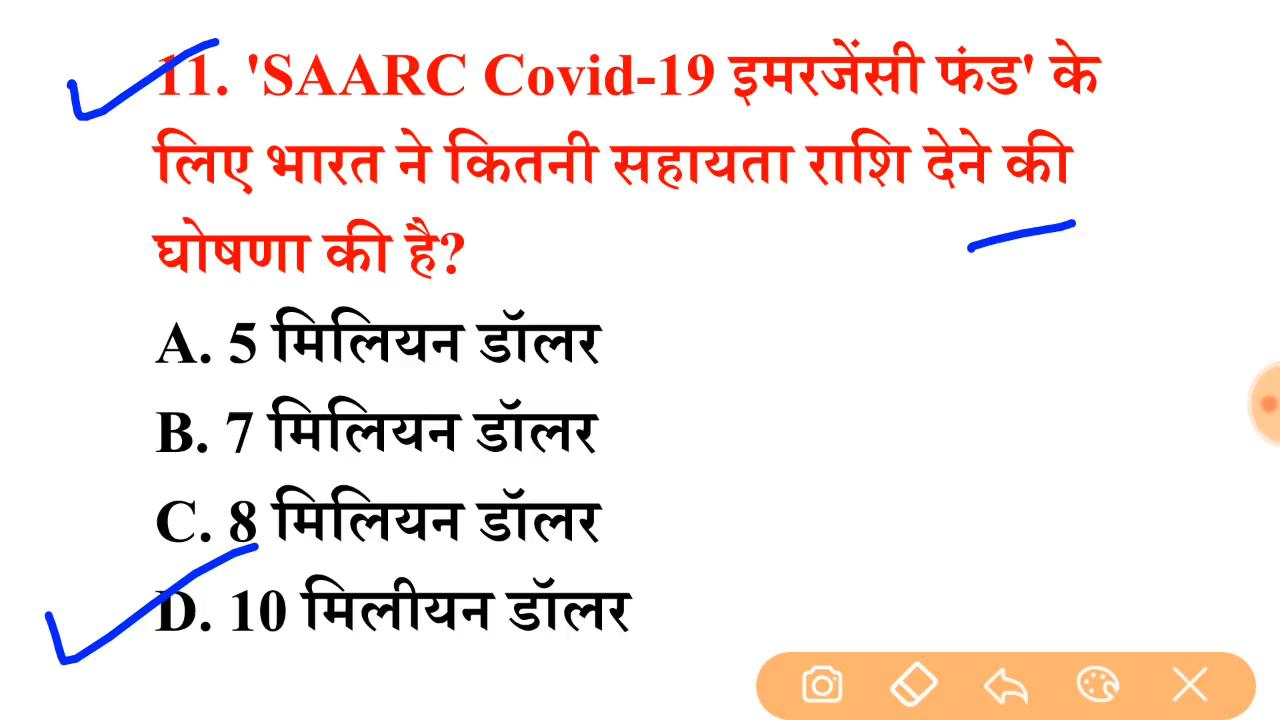 11. 'SAARC Covid-19 इमरजेंसी फंड' के
लिए भारत ने कितनी सहायता राशि देने की
घोषणा की है?
A. 5 मिलियन डॉलर
B. 7 मिलियन डॉलर
C. 8 मिलियन डॉलर
D. 10 मिलीयन डॉलर